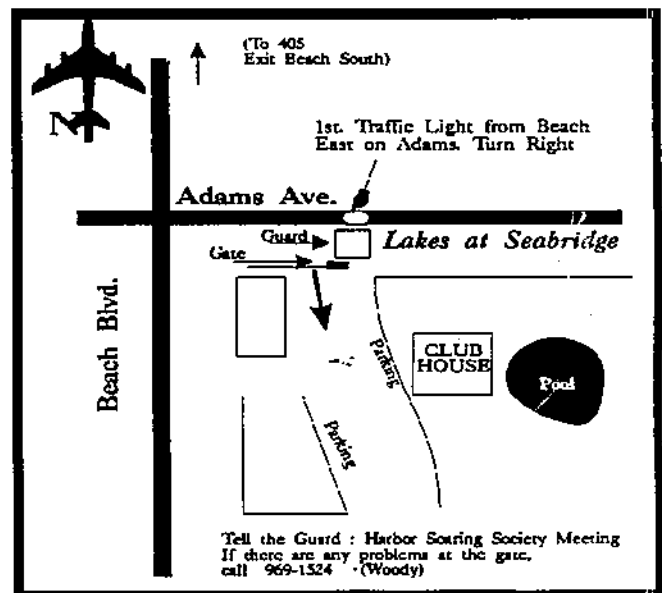 (To 405
Exit Beach South)
N
1st. Traffic Light from Beach
East on Adams. Turn Right
Adams Ave.
Guard
Lakes at Seabridge
Gate
Beach Blvd.
Parking
CLUB
HOUSE
Pool
Parking
Tell the Guard : Harbor Soaring Society Meeting
If there are any problems at the gate,
call 969-1524 (Woody)